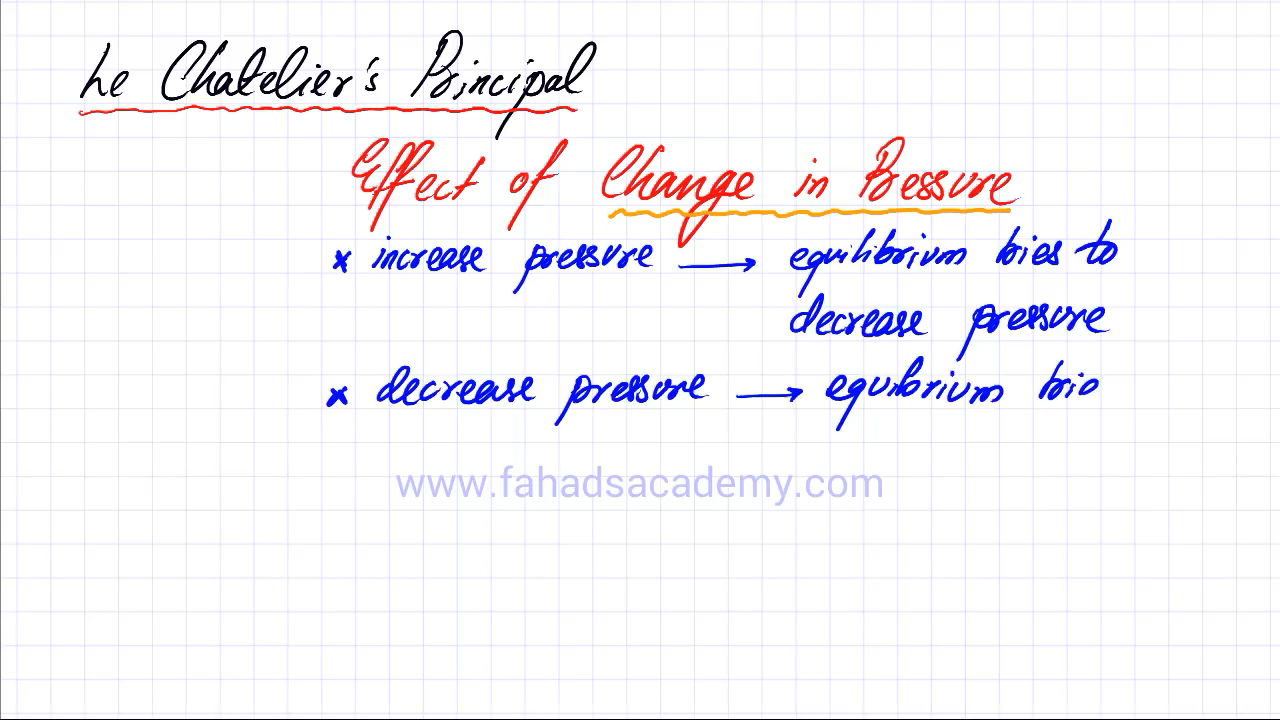 Le Chatelier's Principal
Effect of Change in Pressure
× increase pressure → equilibrium tries to
decrease pressure
× decrease pressure → equilibrium trie
www.fahadsacademy.com